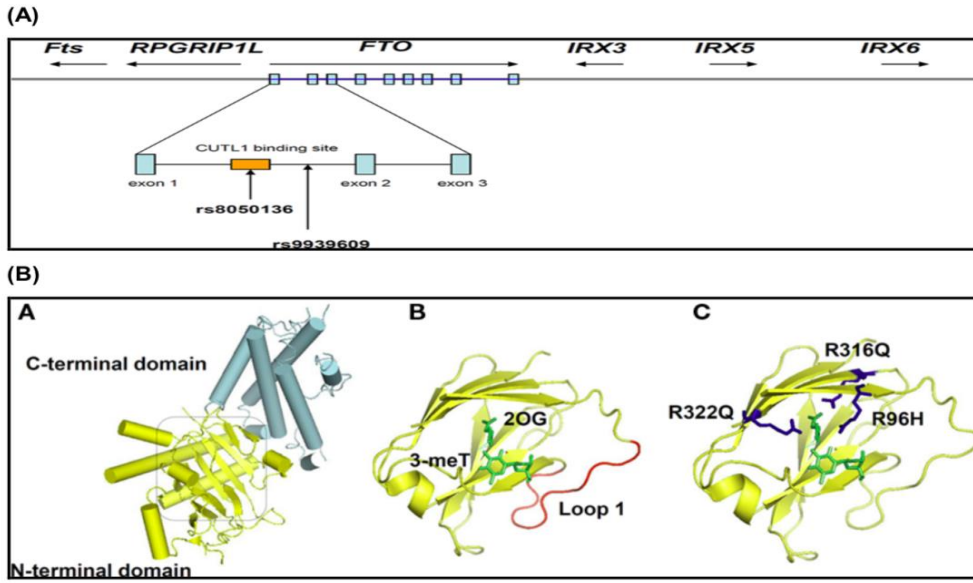 (A)
Fts RPGRIP1L FTO IRX3 IRX5 IRX6
CUTL1 binding site
exon 1 exon 2 exon 3
rs8050136
rs9939609
(B)
A B C
C-terminal domain
R316Q
R322Q
R96H
2OG
3-meT
Loop 1
N-terminal domain